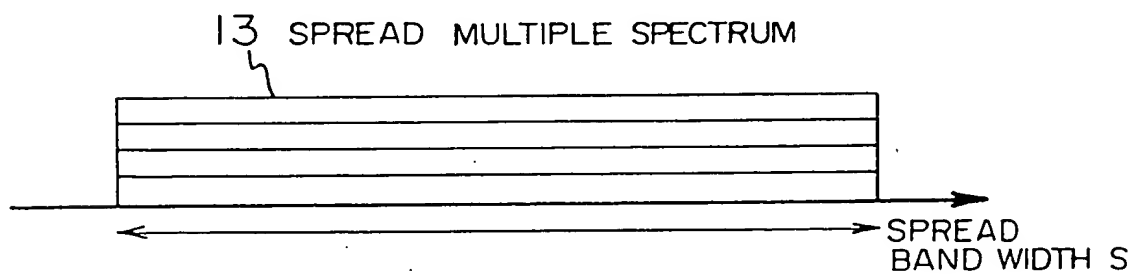 13 SPREAD MULTIPLE SPECTRUM
SPREAD
BAND WIDTH S